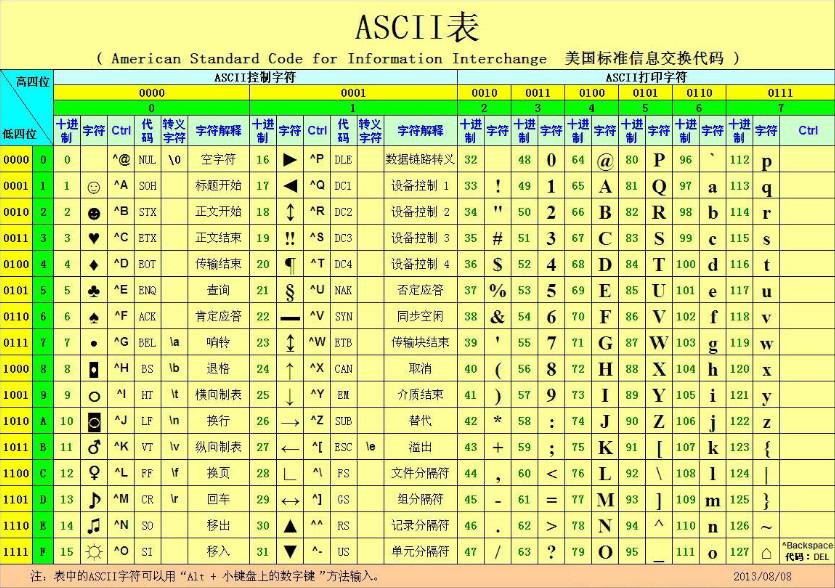 ASCII表
( American Standard Code for Information Interchange 美国标准信息交换代码 )
高四位 ASCII控制字符 ASCII打印字符
0000 0001 0010 0011 0100 0101 0110 0111
0 1 2 3 4 5 6 7
低四位 十进制 字符 Ctrl 代码 转义字符 字符解释 十进制 字符 Ctrl 代码 转义字符 字符解释 十进制 字符 十进制 字符 十进制 字符 十进制 字符 十进制 字符 十进制 字符 Ctrl
0000 0 0 ^@ NUL \0 空字符 16 ► ^P DLE 数据链路转义 32 48 0 64 @ 80 P 96 ` 112 p
0001 1 1 ☺ ^A SOH 标题开始 17 ◄ ^Q DC1 设备控制 1 33 ! 49 1 65 A 81 Q 97 a 113 q
0010 2 2 ☻ ^B STX 正文开始 18 ↕ ^R DC2 设备控制 2 34 " 50 2 66 B 82 R 98 b 114 r
0011 3 3 ♥ ^C ETX 正文结束 19 ‼ ^S DC3 设备控制 3 35 # 51 3 67 C 83 S 99 c 115 s
0100 4 4 ♦ ^D EOT 传输结束 20 ¶ ^T DC4 设备控制 4 36 $ 52 4 68 D 84 T 100 d 116 t
0101 5 5 ♣ ^E ENQ 查询 21 § ^U NAK 否定应答 37 % 53 5 69 E 85 U 101 e 117 u
0110 6 6 ♠ ^F ACK 肯定应答 22 ▬ ^V SYN 同步空闲 38 & 54 6 70 F 86 V 102 f 118 v
0111 7 7 • ^G BEL \a 响铃 23 ↨ ^W ETB 传输块结束 39 ' 55 7 71 G 87 W 103 g 119 w
1000 8 8 ◘ ^H BS \b 退格 24 ↑ ^X CAN 取消 40 ( 56 8 72 H 88 X 104 h 120 x
1001 9 9 ○ ^I HT \t 横向制表 25 ↓ ^Y EM 介质结束 41 ) 57 9 73 I 89 Y 105 i 121 y
1010 A 10 ◙ ^J LF \n 换行 26 → ^Z SUB 替代 42 * 58 : 74 J 90 Z 106 j 122 z
1011 B 11 ♂ ^K VT \v 纵向制表 27 ← ^[ ESC \e 溢出 43 + 59 ; 75 K 91 [ 107 k 123 {
1100 C 12 ♀ ^L FF \f 换页 28 ∟ ^\ FS 文件分隔符 44 , 60 < 76 L 92 \ 108 l 124 |
1101 D 13 ♪ ^M CR \r 回车 29 ↔ ^] GS 组分隔符 45 - 61 = 77 M 93 ] 109 m 125 }
1110 E 14 ♫ ^N SO 移出 30 ▲ ^^ RS 记录分隔符 46 . 62 > 78 N 94 ^ 110 n 126 ~
1111 F 15 ☼ ^O SI 移入 31 ▼ ^- US 单元分隔符 47 / 63 ? 79 O 95 _ 111 o 127 ⌂ ^Backspace 代码：DEL
注：表中的ASCII字符可以用“Alt + 小键盘上的数字键”方法输入。 2013/08/08